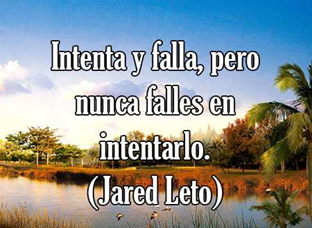 Intenta y falla, pero
nunca falles en
intentarlo.
(Jared Leto)